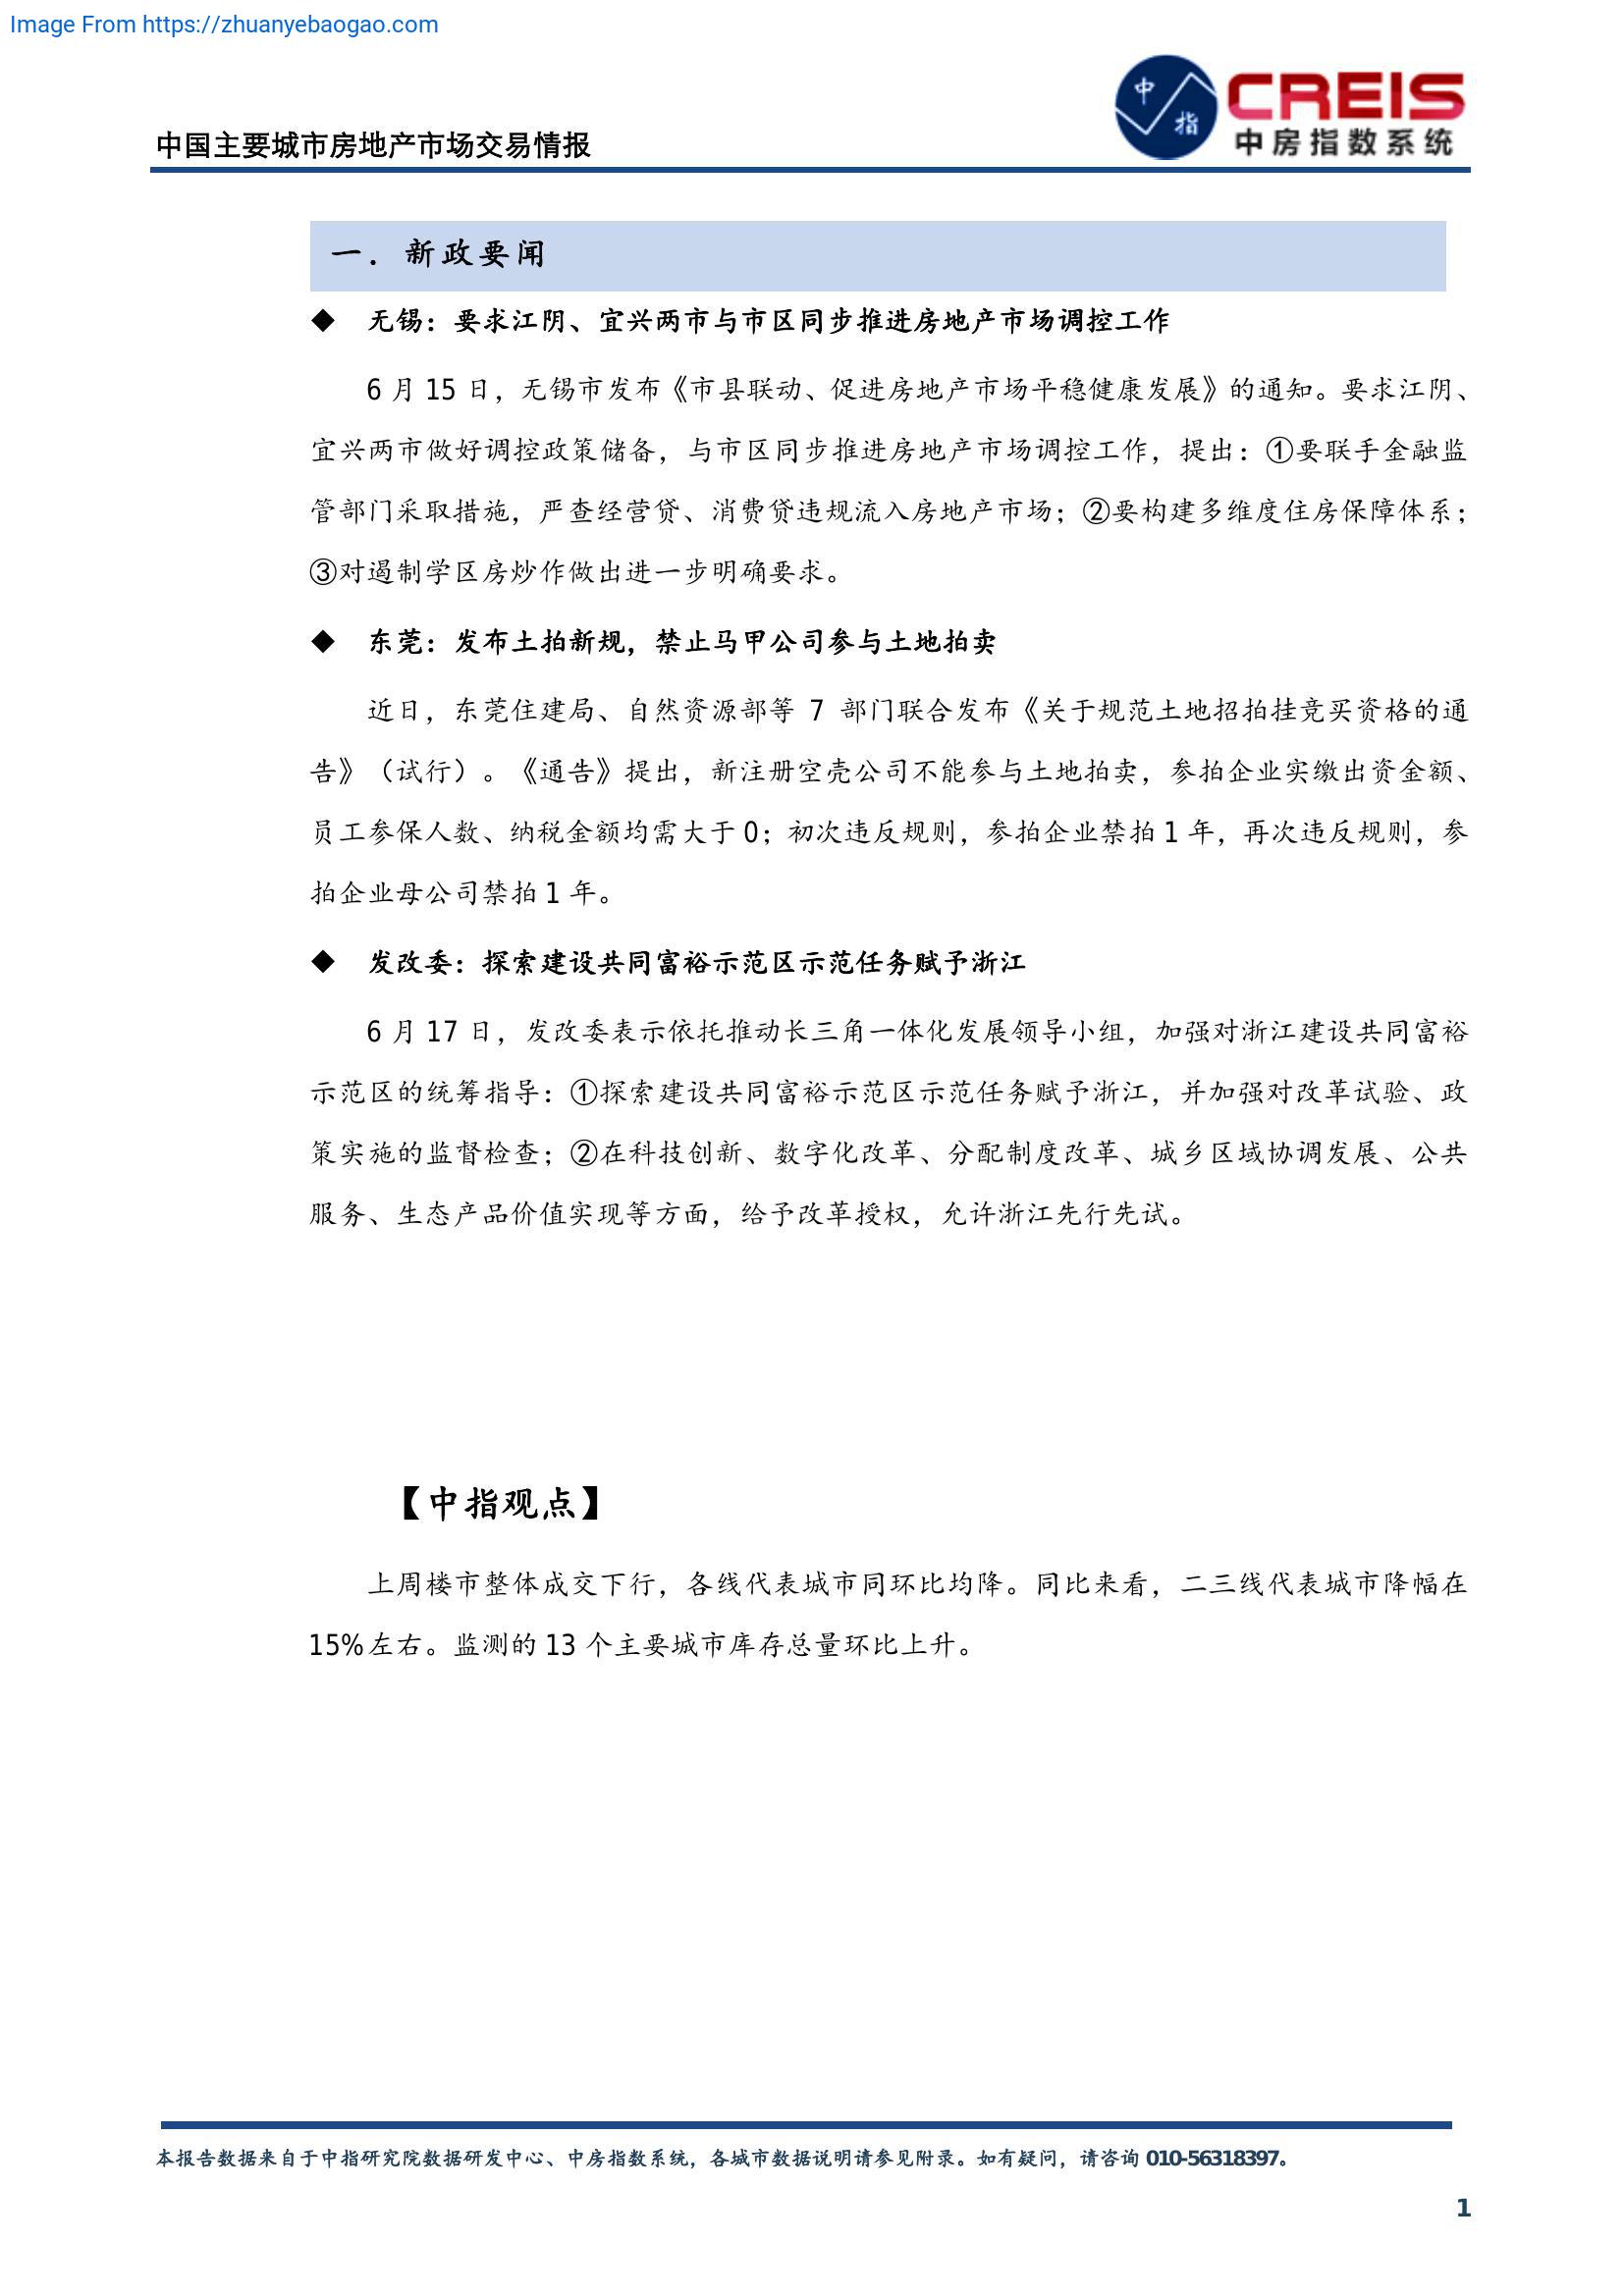 Image From https://zhuanyebaogao.com
中指
CREIS
中房指数系统
中国主要城市房地产市场交易情报
一．新政要闻
◆ 无锡：要求江阴、宜兴两市与市区同步推进房地产市场调控工作
6 月 15 日，无锡市发布《市县联动、促进房地产市场平稳健康发展》的通知。要求江阴、
宜兴两市做好调控政策储备，与市区同步推进房地产市场调控工作，提出：①要联手金融监
管部门采取措施，严查经营贷、消费贷违规流入房地产市场；②要构建多维度住房保障体系；
③对遏制学区房炒作做出进一步明确要求。
◆ 东莞：发布土拍新规，禁止马甲公司参与土地拍卖
近日，东莞住建局、自然资源部等 7 部门联合发布《关于规范土地招拍挂竞买资格的通
告》（试行）。《通告》提出，新注册空壳公司不能参与土地拍卖，参拍企业实缴出资金额、
员工参保人数、纳税金额均需大于 0；初次违反规则，参拍企业禁拍 1 年，再次违反规则，参
拍企业母公司禁拍 1 年。
◆ 发改委：探索建设共同富裕示范区示范任务赋予浙江
6 月 17 日，发改委表示依托推动长三角一体化发展领导小组，加强对浙江建设共同富裕
示范区的统筹指导：①探索建设共同富裕示范区示范任务赋予浙江，并加强对改革试验、政
策实施的监督检查；②在科技创新、数字化改革、分配制度改革、城乡区域协调发展、公共
服务、生态产品价值实现等方面，给予改革授权，允许浙江先行先试。
【中指观点】
上周楼市整体成交下行，各线代表城市同环比均降。同比来看，二三线代表城市降幅在
15%左右。监测的 13 个主要城市库存总量环比上升。
本报告数据来自于中指研究院数据研发中心、中房指数系统，各城市数据说明请参见附录。如有疑问，请咨询 010-56318397。
1